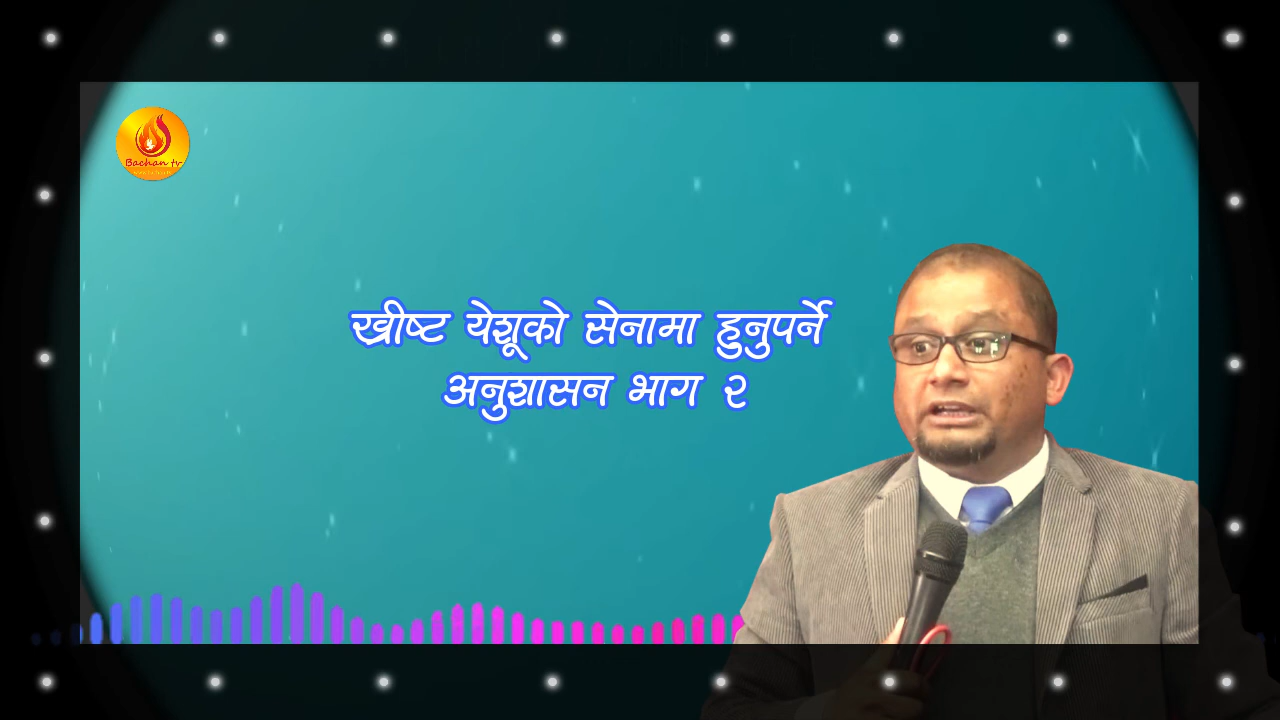 Bachan tv
ख्रीष्ट येशूको सेनामा हुनुपर्ने
अनुशासन भाग २